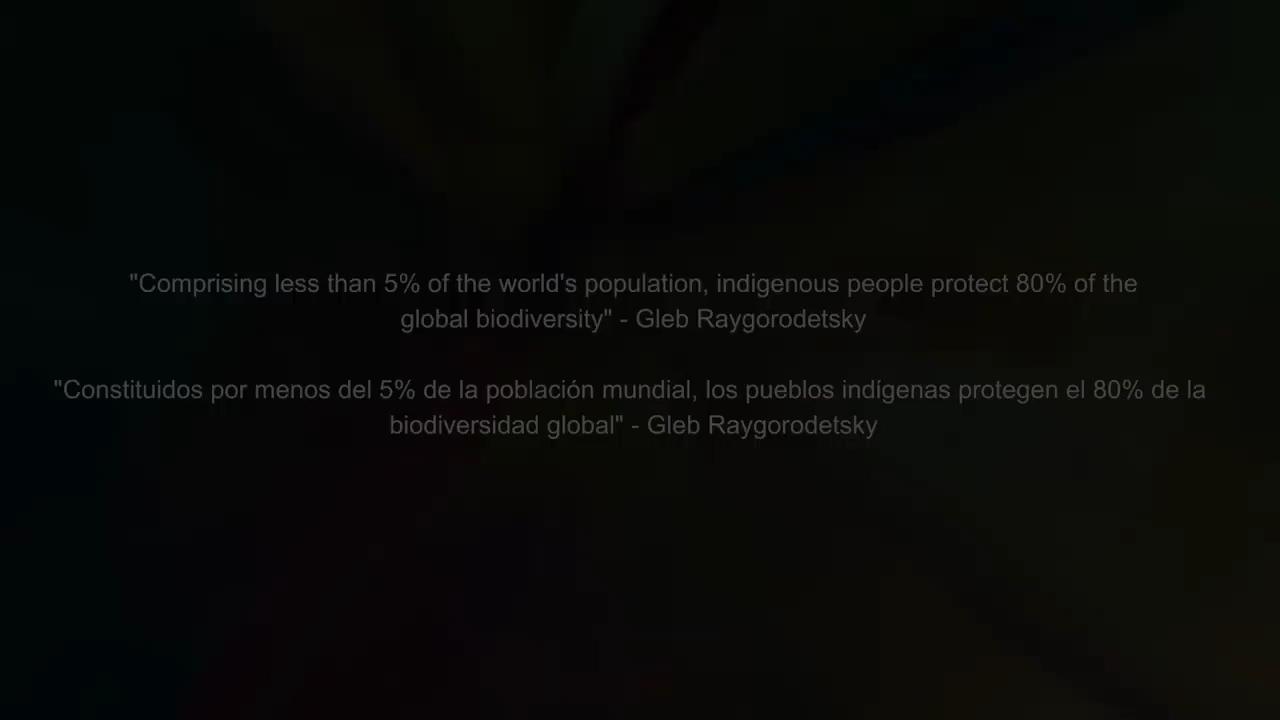 "Comprising less than 5% of the world's population, indigenous people protect 80% of the
global biodiversity" - Gleb Raygorodetsky
"Constituidos por menos del 5% de la población mundial, los pueblos indígenas protegen el 80% de la
biodiversidad global" - Gleb Raygorodetsky